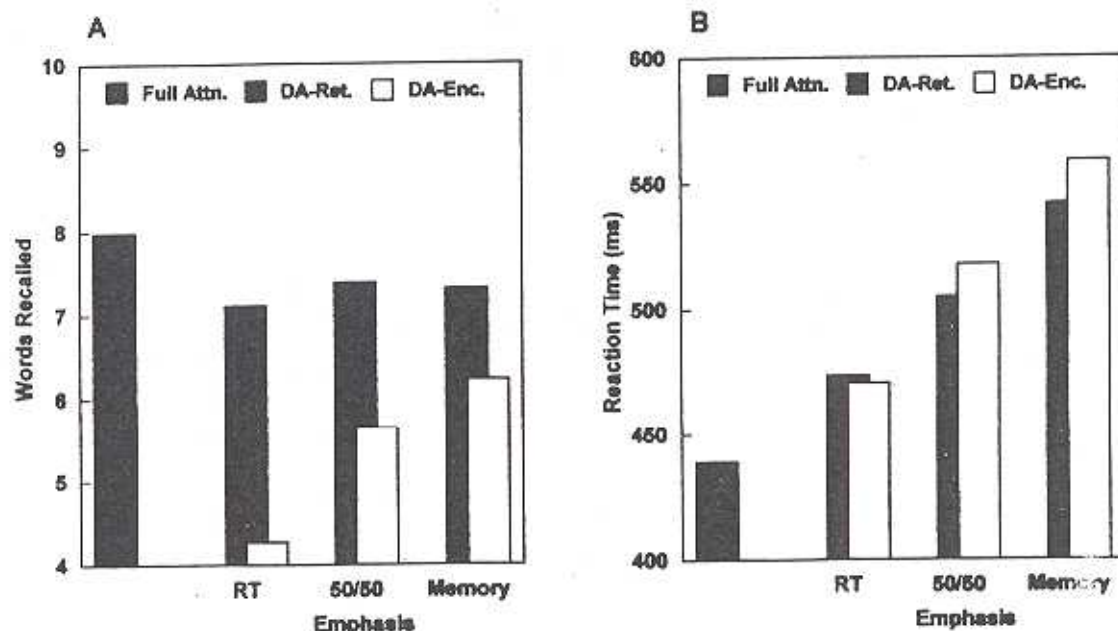 A
10
Full Attn. DA-Ret. DA-Enc.
9
8
7
6
5
4
Words Recalled
RT 50/50 Memory
Emphasis
B
600
Full Attn. DA-Ret. DA-Enc.
550
500
450
400
Reaction Time (ms)
RT 50/50 Memory
Emphasis